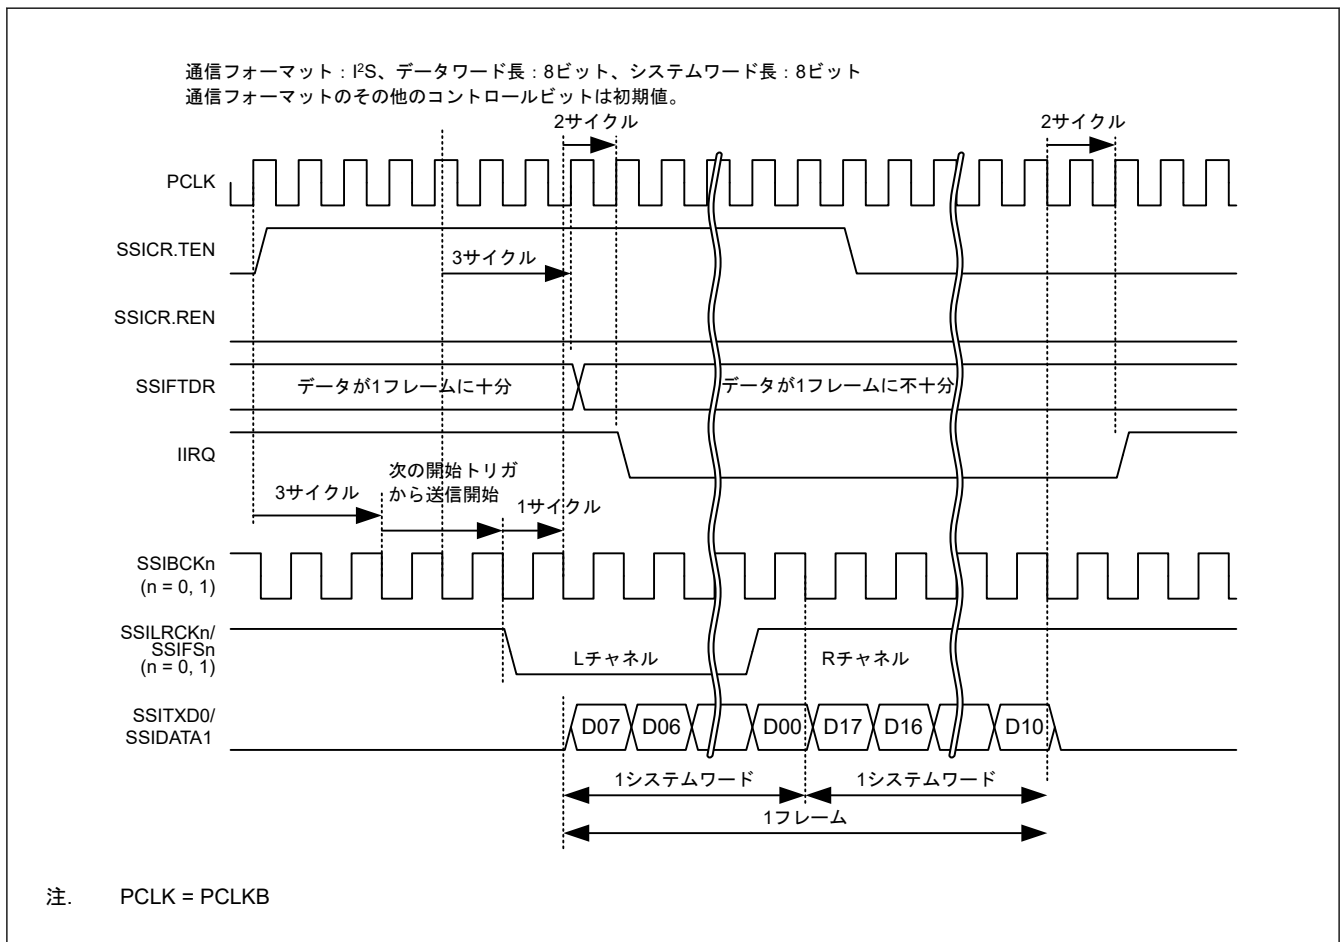 通信フォーマット：I²S、データワード長：8ビット、システムワード長：8ビット
通信フォーマットのその他のコントロールビットは初期値。
2サイクル
2サイクル
PCLK
SSICR.TEN
3サイクル
SSICR.REN
SSIFTDR
データが1フレームに十分
データが1フレームに不十分
IIRQ
3サイクル
次の開始トリガ
から送信開始
1サイクル
SSIBCKn
(n = 0, 1)
SSILRCKn/
SSIFSn
(n = 0, 1)
Lチャネル
Rチャネル
SSITXD0/
SSIDATA1
D07 D06 D00 D17 D16 D10
1システムワード
1システムワード
1フレーム
注. PCLK = PCLKB